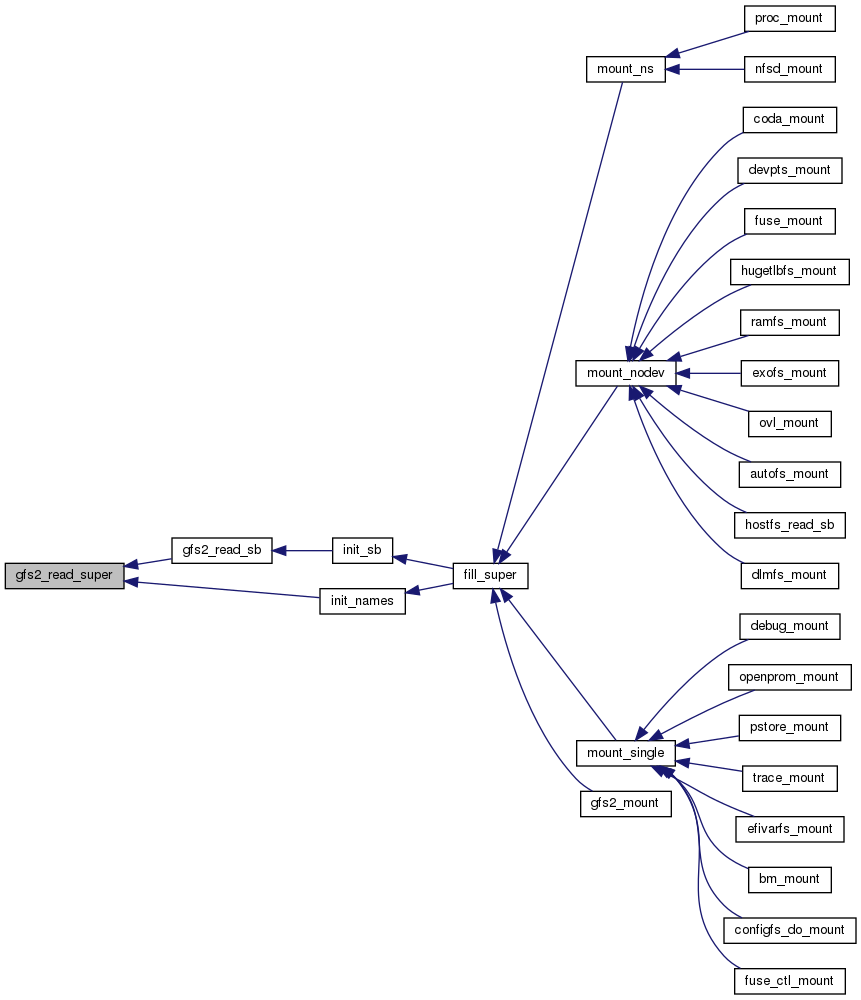 proc_mount
mount_ns
nfsd_mount
coda_mount
devpts_mount
fuse_mount
hugetlbfs_mount
ramfs_mount
mount_nodev
exofs_mount
ovl_mount
autofs_mount
hostfs_read_sb
gfs2_read_sb
init_sb
gfs2_read_super
fill_super
dlmfs_mount
init_names
debug_mount
openprom_mount
pstore_mount
mount_single
trace_mount
gfs2_mount
efivarfs_mount
bm_mount
configfs_do_mount
fuse_ctl_mount